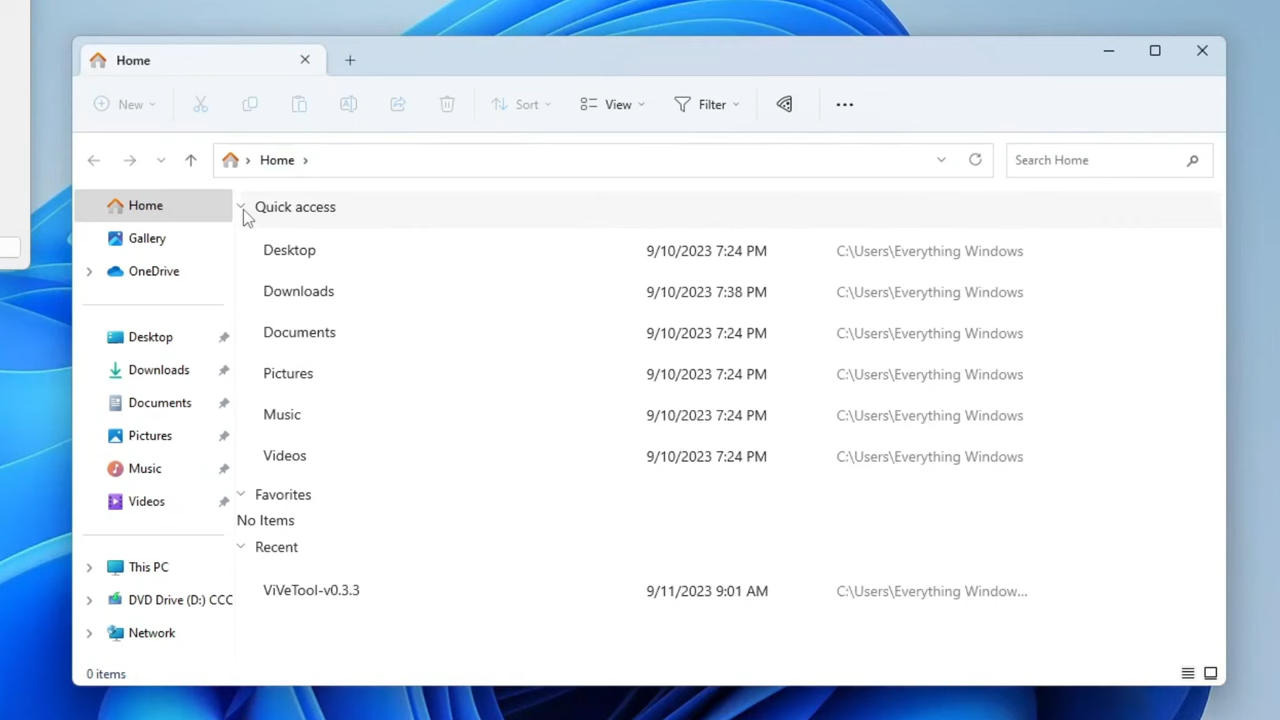 Home
New
Sort
View
Filter
Home
Search Home
Home
Gallery
OneDrive
Desktop
Downloads
Documents
Pictures
Music
Videos
This PC
DVD Drive (D:) CCC
Network
Quick access
Desktop 9/10/2023 7:24 PM C:\Users\Everything Windows
Downloads 9/10/2023 7:38 PM C:\Users\Everything Windows
Documents 9/10/2023 7:24 PM C:\Users\Everything Windows
Pictures 9/10/2023 7:24 PM C:\Users\Everything Windows
Music 9/10/2023 7:24 PM C:\Users\Everything Windows
Videos 9/10/2023 7:24 PM C:\Users\Everything Windows
Favorites
No Items
Recent
ViVeTool-v0.3.3 9/11/2023 9:01 AM C:\Users\Everything Window...
0 items